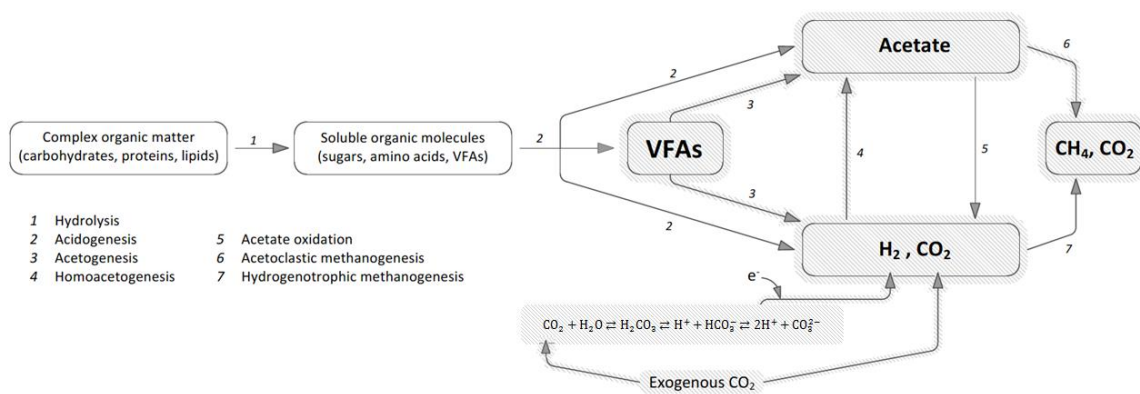 Complex organic matter
(carbohydrates, proteins, lipids)
1
Soluble organic molecules
(sugars, amino acids, VFAs)
2
2
2
VFAs
3
3
Acetate
4
5
H₂ , CO₂
6
7
CH₄, CO₂
1 Hydrolysis
2 Acidogenesis
3 Acetogenesis
4 Homoacetogenesis
5 Acetate oxidation
6 Acetoclastic methanogenesis
7 Hydrogenotrophic methanogenesis
e⁻
CO₂ + H₂O ⇄ H₂CO₃ ⇄ H⁺ + HCO₃⁻ ⇄ 2H⁺ + CO₃²⁻
Exogenous CO₂